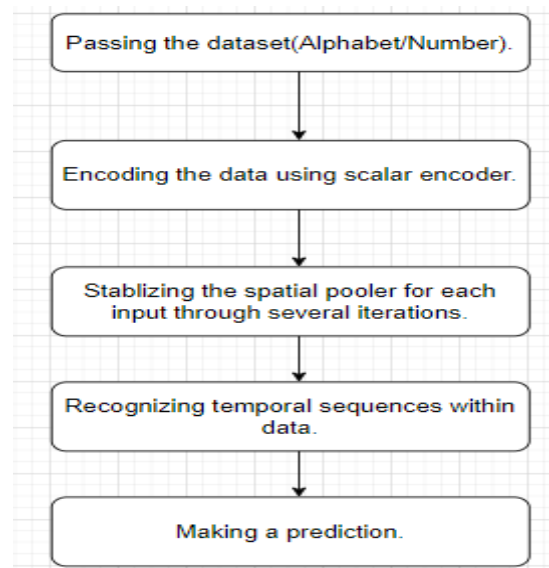 Passing the dataset(Alphabet/Number).
Encoding the data using scalar encoder.
Stablizing the spatial pooler for each
input through several iterations.
Recognizing temporal sequences within
data.
Making a prediction.